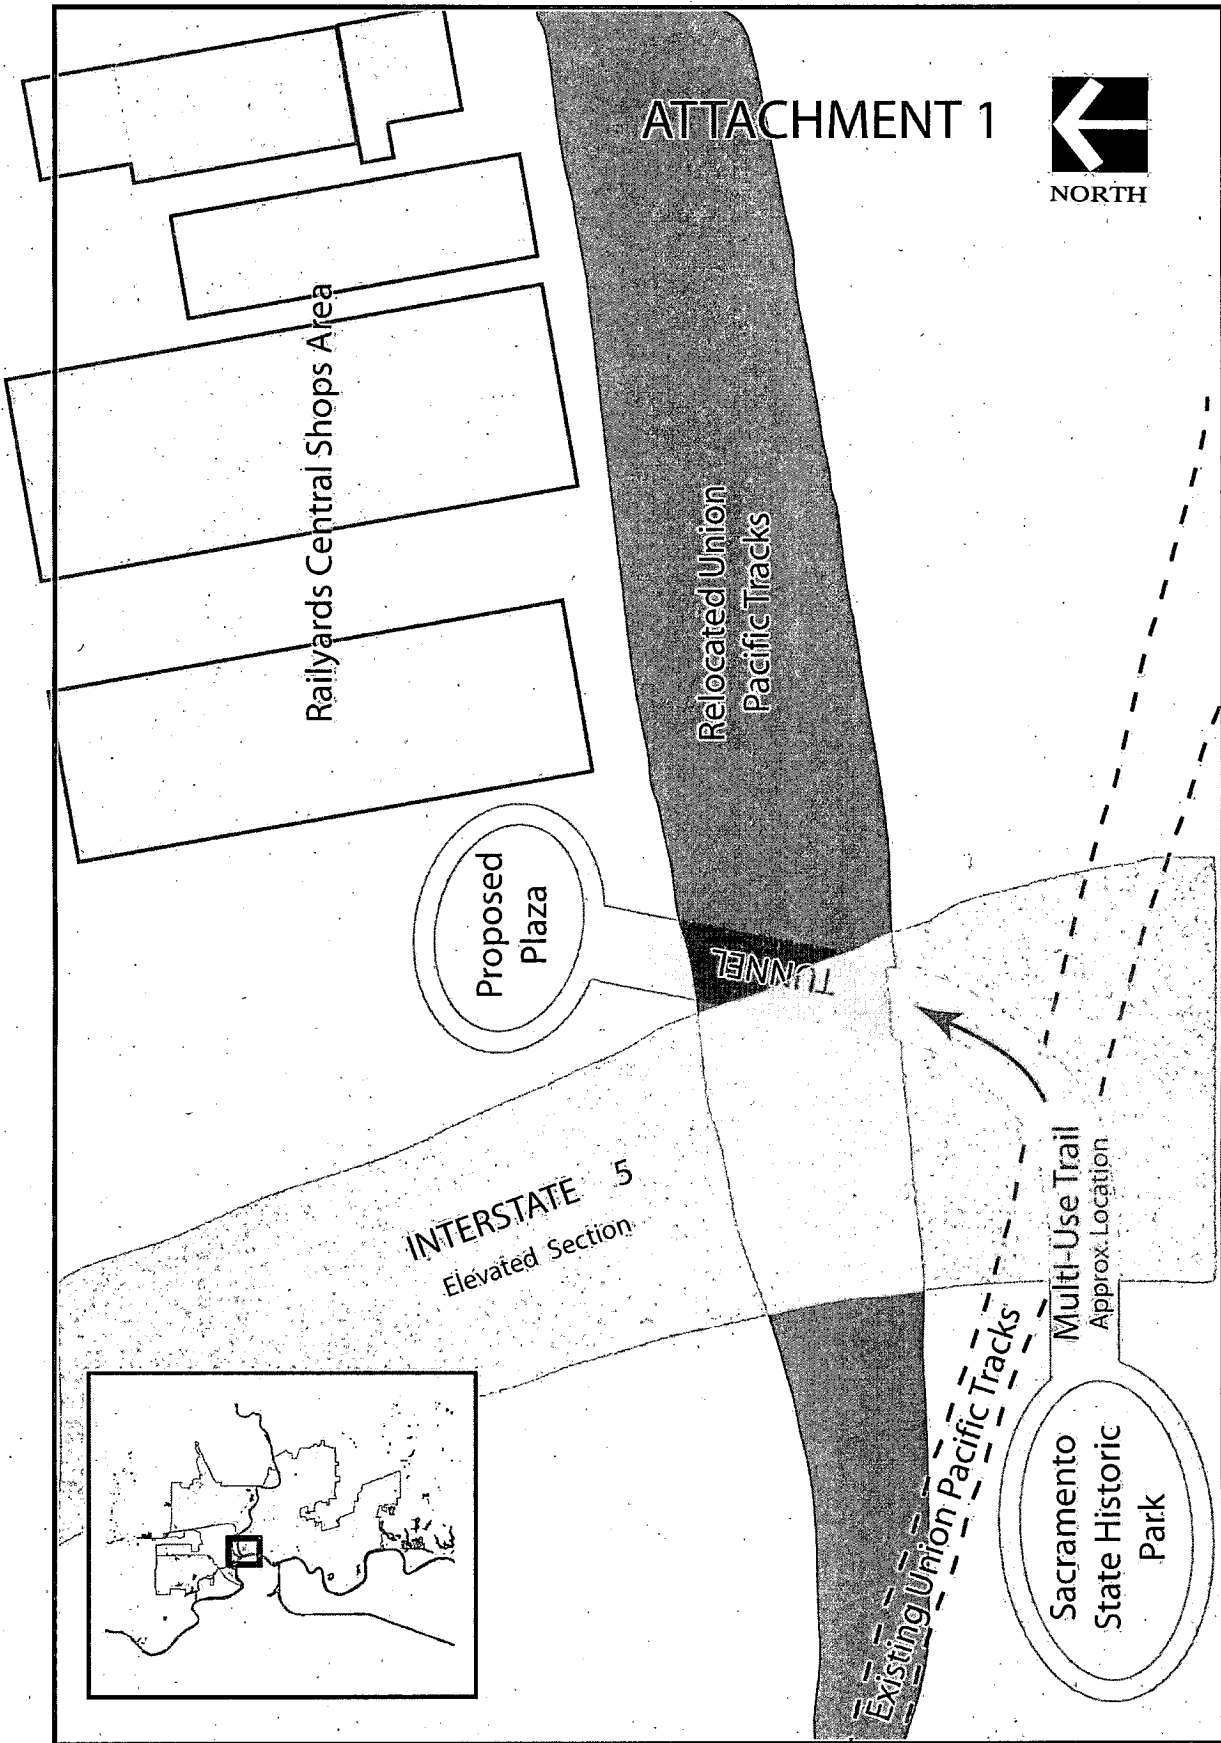 ATTACHMENT 1
NORTH
Railyards Central Shops Area
Relocated Union
Pacific Tracks
Proposed
Plaza
TUNNEL
INTERSTATE 5
Elevated Section
Multi-Use Trail
Approx. Location
Existing Union Pacific Tracks
Sacramento
State Historic
Park